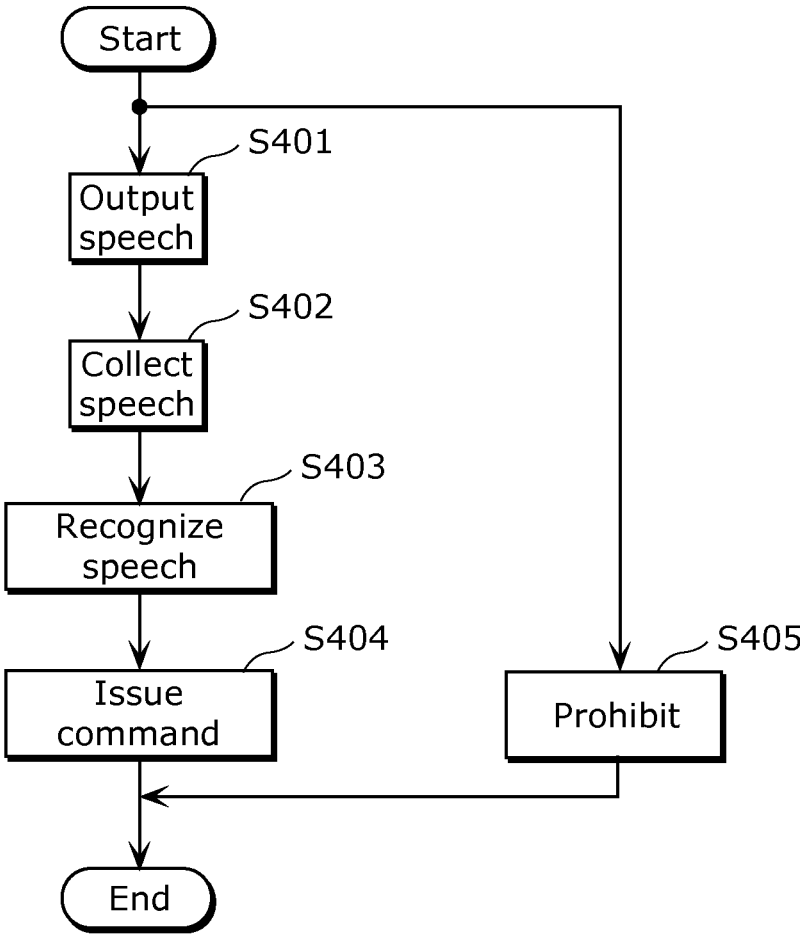 Start
S401
Output
speech
S402
Collect
speech
S403
Recognize
speech
S404
Issue
command
S405
Prohibit
End